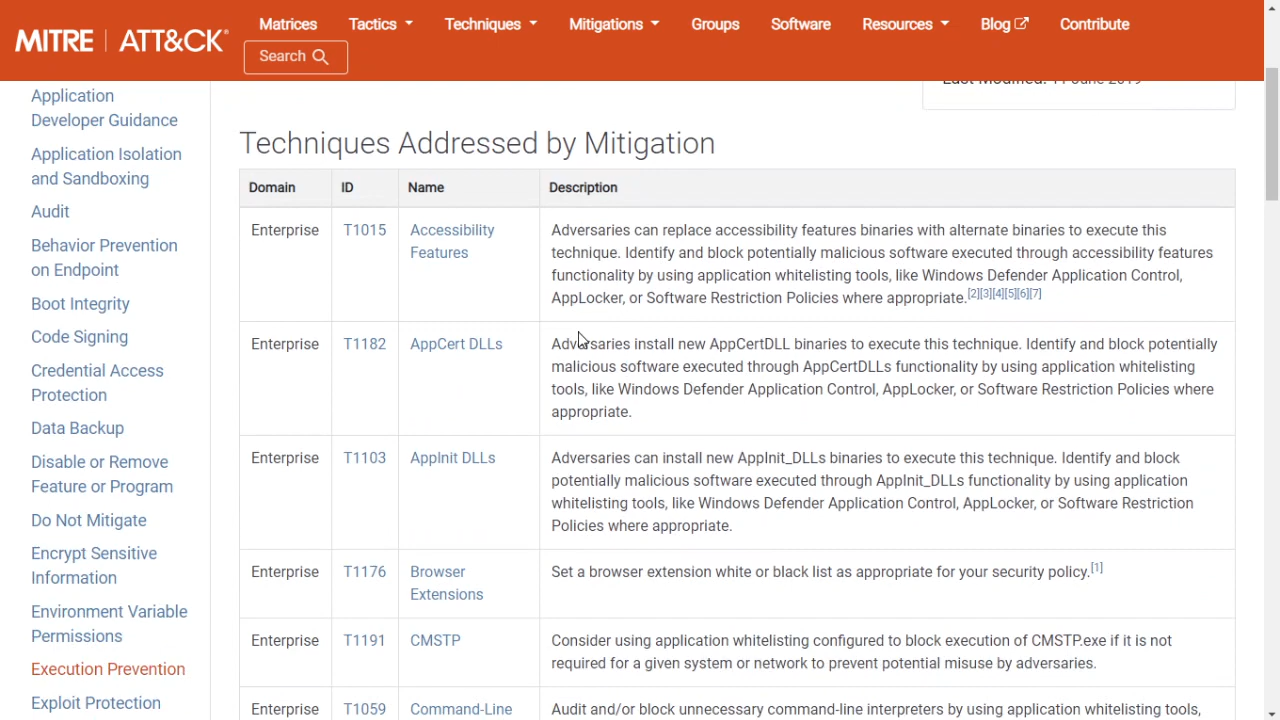 MITRE | ATT&CK®
Matrices
Tactics
Techniques
Mitigations
Groups
Software
Resources
Blog
Contribute
Search
Application
Developer Guidance
Application Isolation
and Sandboxing
Audit
Behavior Prevention
on Endpoint
Boot Integrity
Code Signing
Credential Access
Protection
Data Backup
Disable or Remove
Feature or Program
Do Not Mitigate
Encrypt Sensitive
Information
Environment Variable
Permissions
Execution Prevention
Exploit Protection
Last Modified: 11 June 2019
Techniques Addressed by Mitigation
Domain ID Name Description
Enterprise T1015 Accessibility
Features
Adversaries can replace accessibility features binaries with alternate binaries to execute this
technique. Identify and block potentially malicious software executed through accessibility features
functionality by using application whitelisting tools, like Windows Defender Application Control,
AppLocker, or Software Restriction Policies where appropriate.[2][3][4][5][6][7]
Enterprise T1182 AppCert DLLs
Adversaries install new AppCertDLL binaries to execute this technique. Identify and block potentially
malicious software executed through AppCertDLLs functionality by using application whitelisting
tools, like Windows Defender Application Control, AppLocker, or Software Restriction Policies where
appropriate.
Enterprise T1103 AppInit DLLs
Adversaries can install new AppInit_DLLs binaries to execute this technique. Identify and block
potentially malicious software executed through AppInit_DLLs functionality by using application
whitelisting tools, like Windows Defender Application Control, AppLocker, or Software Restriction
Policies where appropriate.
Enterprise T1176 Browser
Extensions
Set a browser extension white or black list as appropriate for your security policy.[1]
Enterprise T1191 CMSTP
Consider using application whitelisting configured to block execution of CMSTP.exe if it is not
required for a given system or network to prevent potential misuse by adversaries.
Enterprise T1059 Command-Line
Audit and/or block unnecessary command-line interpreters by using application whitelisting tools,